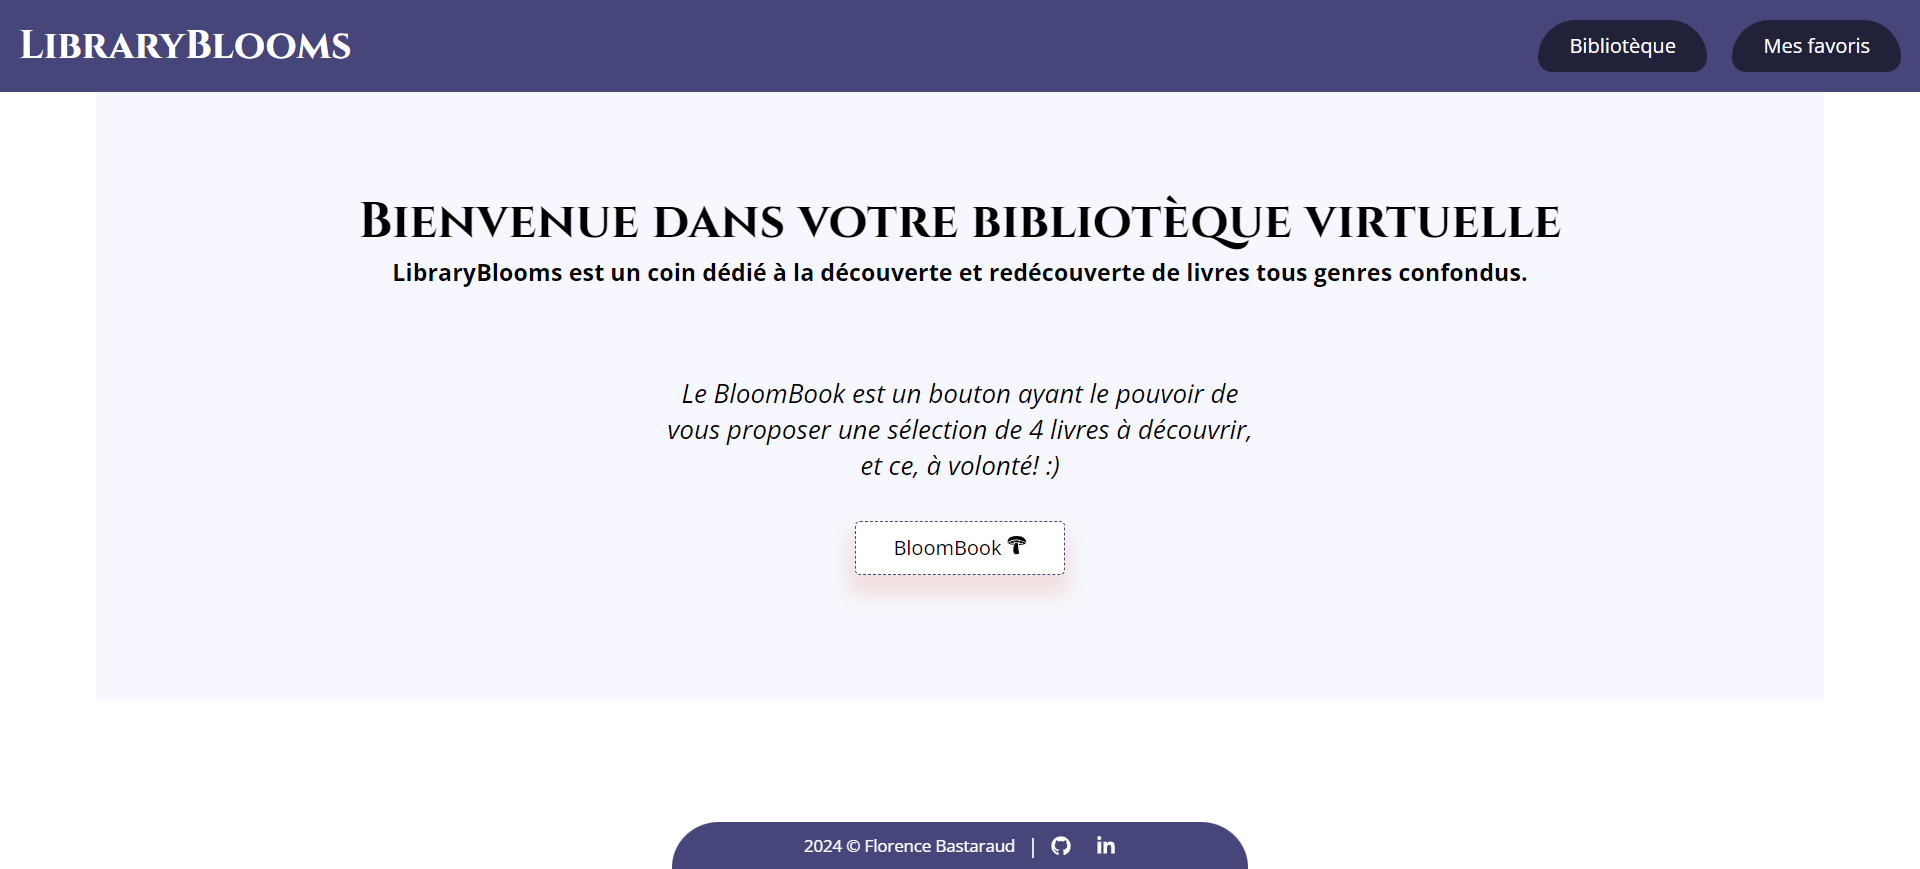 LibraryBlooms
Bibliotèque
Mes favoris
Bienvenue dans votre bibliotèque virtuelle
LibraryBlooms est un coin dédié à la découverte et redécouverte de livres tous genres confondus.
Le BloomBook est un bouton ayant le pouvoir de
vous proposer une sélection de 4 livres à découvrir,
et ce, à volonté! :)
BloomBook
2024 © Florence Bastaraud |